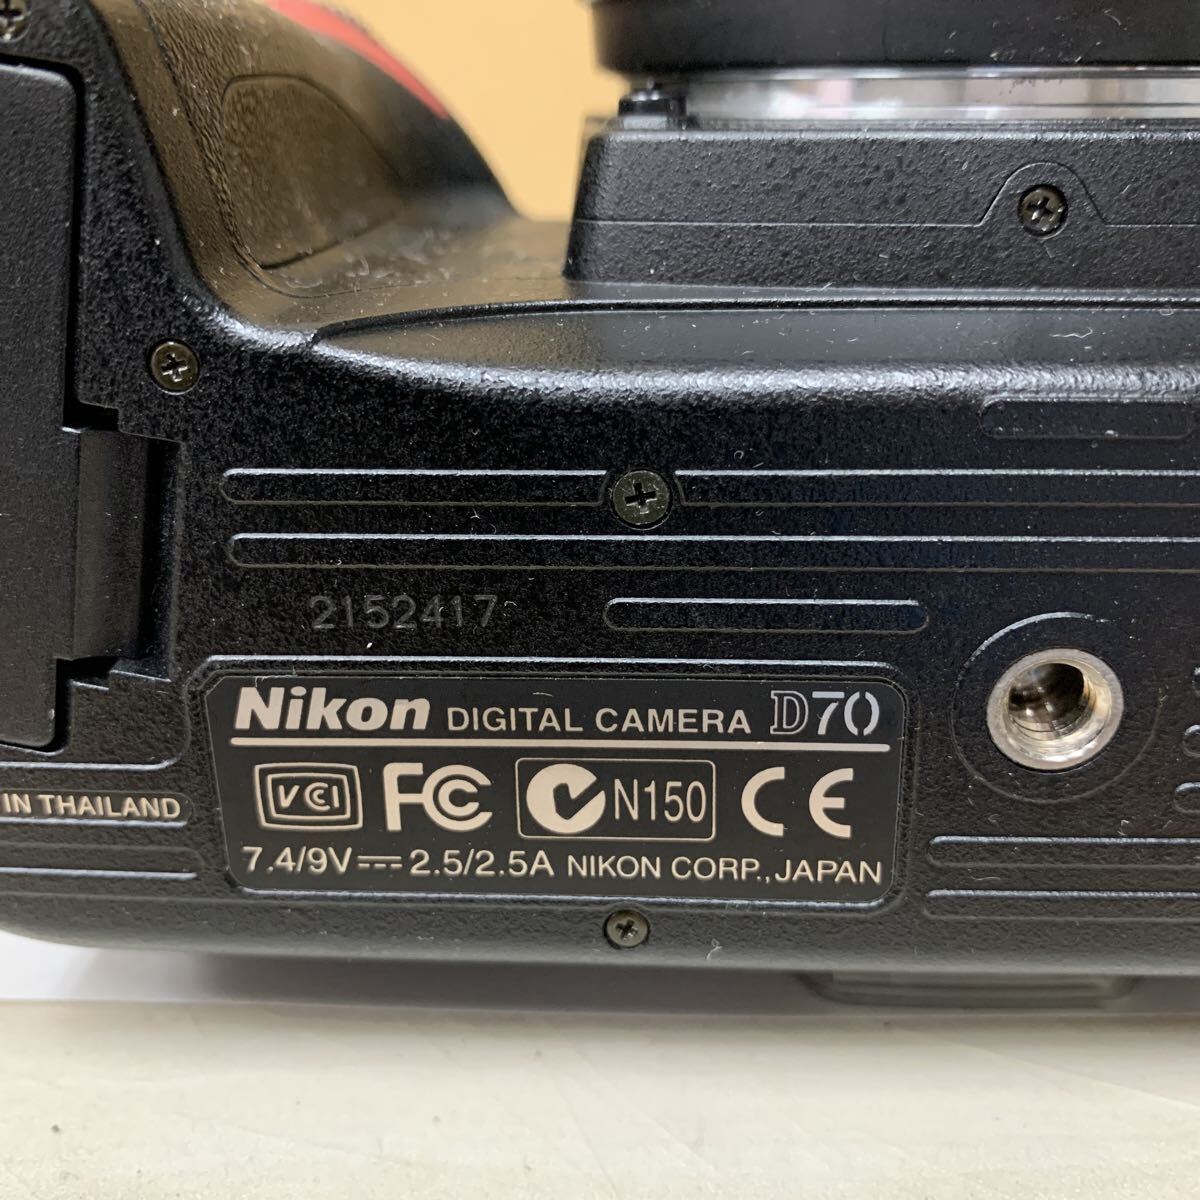 2152417
Nikon DIGITAL CAMERA D70
VCI FC N150 CE
IN THAILAND
7.4/9V 2.5/2.5A NIKON CORP., JAPAN